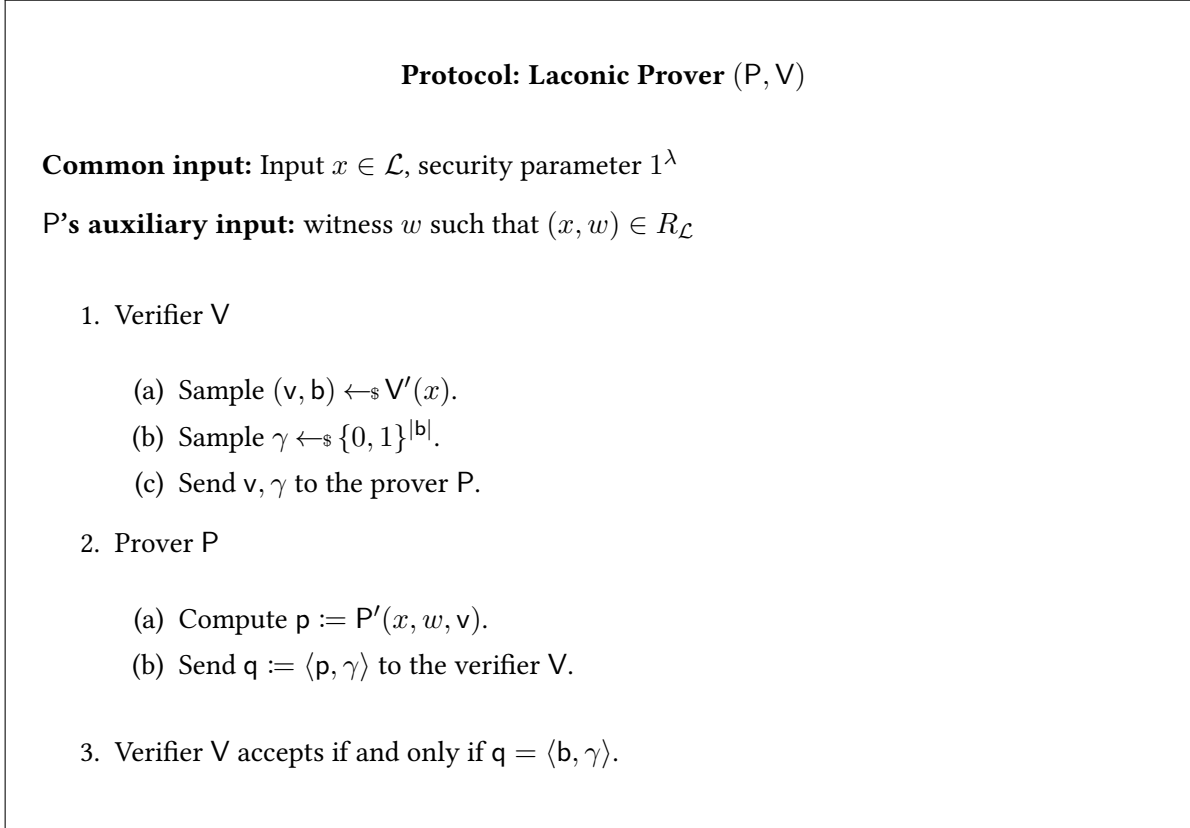 Protocol: Laconic Prover (P, V)
Common input: Input x ∈ ℒ, security parameter 1^λ
P's auxiliary input: witness w such that (x, w) ∈ R_ℒ
1. Verifier V
(a) Sample (v, b) ←$ V′(x).
(b) Sample γ ←$ {0, 1}^|b|.
(c) Send v, γ to the prover P.
2. Prover P
(a) Compute p := P′(x, w, v).
(b) Send q := ⟨p, γ⟩ to the verifier V.
3. Verifier V accepts if and only if q = ⟨b, γ⟩.